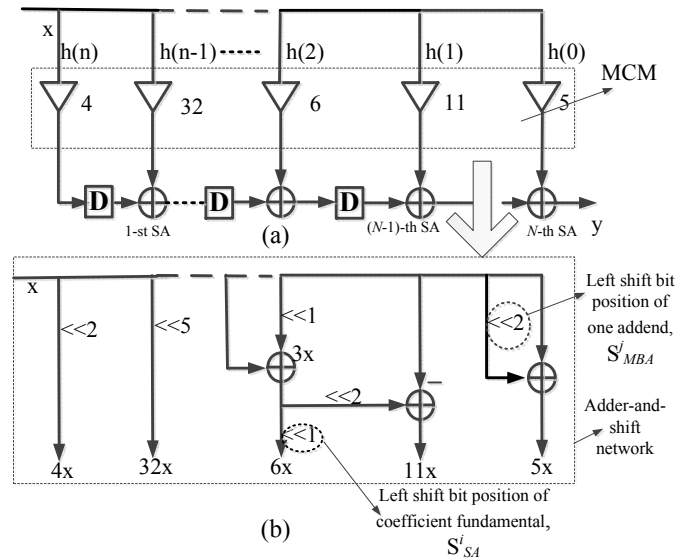 x
h(n) h(n-1) h(2) h(1) h(0)
MCM
4 32 6 11 5
D D D
1-st SA (N-1)-th SA N-th SA y
(a)
x
<<2 <<5 <<1 <<2
Left shift bit
position of
one addend,
S^j_MBA
3x
<<2 –
<<1
Adder-and-
shift
network
4x 32x 6x 11x 5x
Left shift bit position of
coefficient fundamental,
S^i_SA
(b)